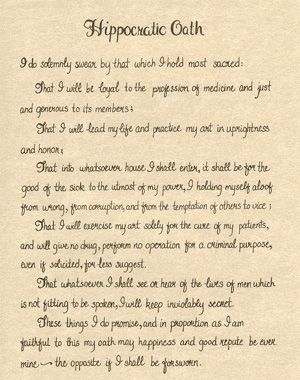 Hippocratic Oath
I do solemnly swear by that which I hold most sacred:
That I will be loyal to the profession of medicine and just
and generous to its members;
That I will lead my life and practice my art in uprightness
and honor;
That into whatsoever house I shall enter, it shall be for the
good of the sick to the utmost of my power, I holding myself aloof
from wrong, from corruption, and from the temptation of others to vice;
That I will exercise my art solely for the cure of my patients,
and will give no drug, perform no operation for a criminal purpose,
even if solicited, far less suggest.
That whatsoever I shall see or hear of the lives of men which
is not fitting to be spoken, I will keep inviolably secret.
These things I do promise, and in proportion as I am
faithful to this my oath may happiness and good repute be ever
mine — the opposite if I shall be forsworn.